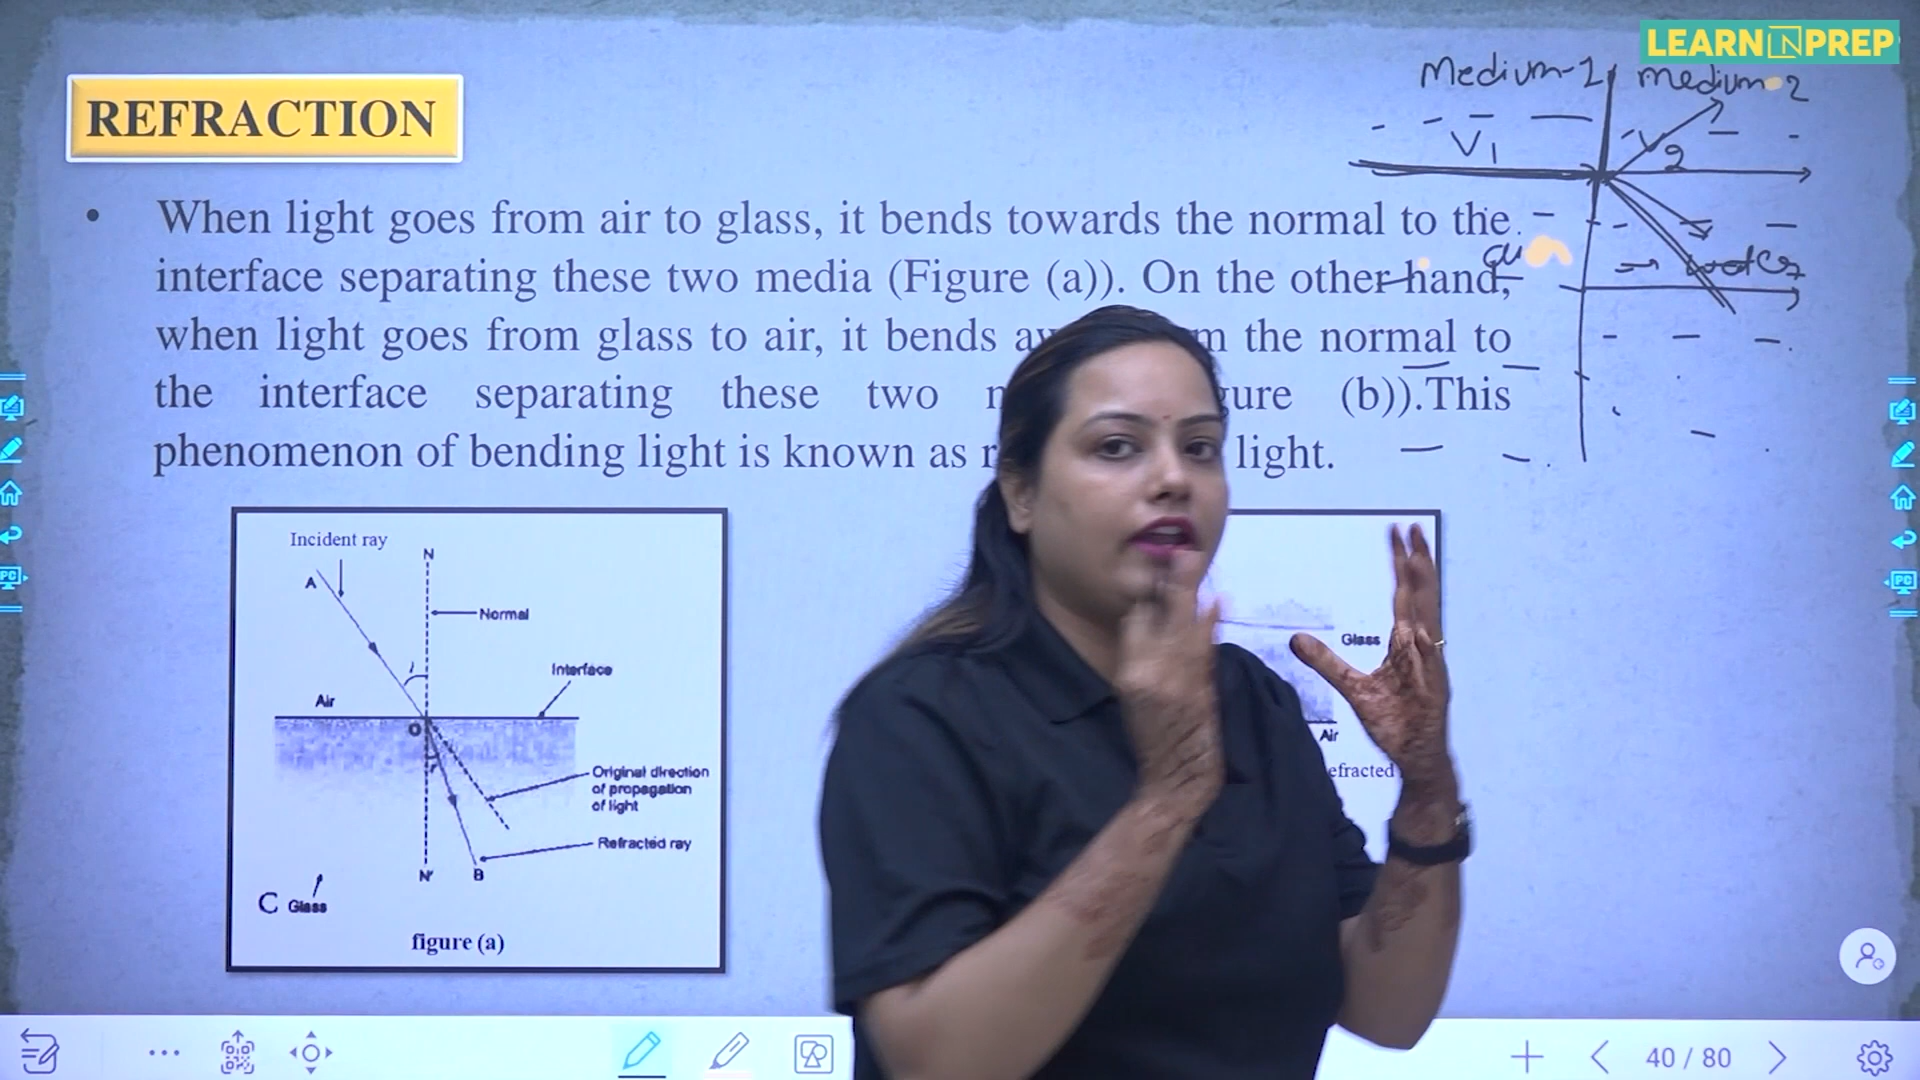 LEARN N PREP
Medium-1 medium-2
REFRACTION
V1 V2
• When light goes from air to glass, it bends towards the normal to the
interface separating these two media (Figure (a)). On the other hand,
water
when light goes from glass to air, it bends the normal to
the interface separating these two (b)).This
phenomenon of bending light is known as light.
Incident ray
N
A
Normal
i
Interface
Air
O
r
Original direction
of propagation
of light
Refracted ray
N' B
C Glass
figure (a)
Glass
Air
PC
PC
40 / 80